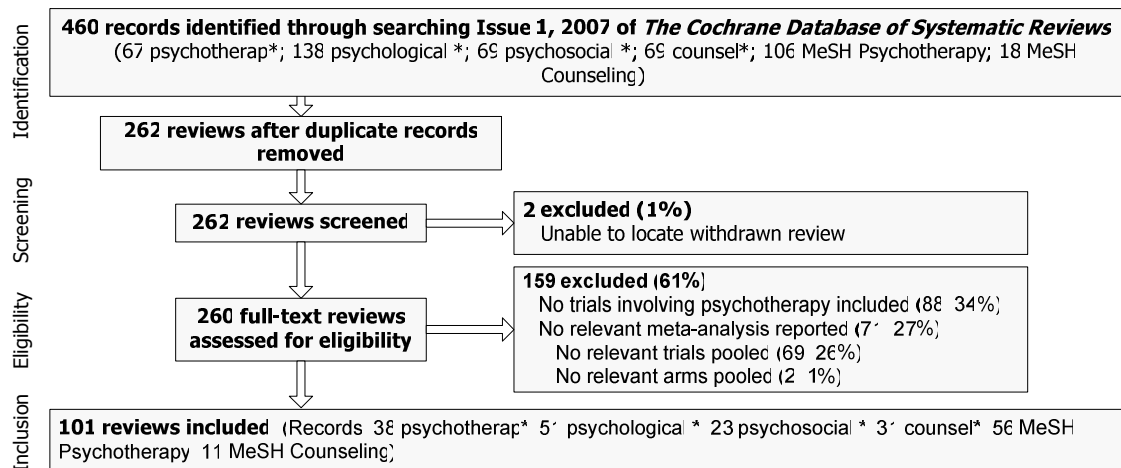 Identification
460 records identified through searching Issue 1, 2007 of The Cochrane Database of Systematic Reviews
(67 psychotherap*; 138 psychological *; 69 psychosocial *; 69 counsel*; 106 MeSH Psychotherapy; 18 MeSH
Counseling)
262 reviews after duplicate records
removed
Screening
262 reviews screened
2 excluded (1%)
Unable to locate withdrawn review
Eligibility
260 full-text reviews
assessed for eligibility
159 excluded (61%)
No trials involving psychotherapy included (88 34%)
No relevant meta-analysis reported (71 27%)
No relevant trials pooled (69 26%)
No relevant arms pooled (2 1%)
Inclusion
101 reviews included (Records 38 psychotherap* 51 psychological * 23 psychosocial * 31 counsel* 56 MeSH
Psychotherapy 11 MeSH Counseling)